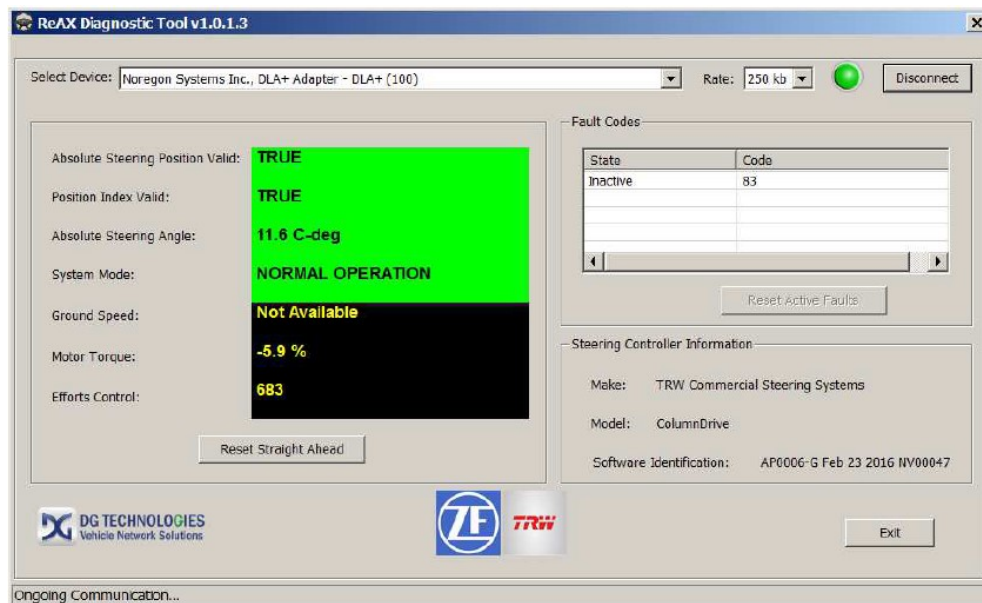 ReAX Diagnostic Tool v1.0.1.3
Select Device: Noregon Systems Inc., DLA+ Adapter - DLA+ (100) Rate: 250 kb Disconnect
Absolute Steering Position Valid: TRUE
Position Index Valid: TRUE
Absolute Steering Angle: 11.6 C-deg
System Mode: NORMAL OPERATION
Ground Speed: Not Available
Motor Torque: -5.9 %
Efforts Control: 683
Reset Straight Ahead
Fault Codes
State Code
Inactive 83
Reset Active Faults
Steering Controller Information
Make: TRW Commercial Steering Systems
Model: ColumnDrive
Software Identification: AP0006-G Feb 23 2016 NV00047
DG DG TECHNOLOGIES
Vehicle Network Solutions
ZF TRW
Exit
Ongoing Communication...